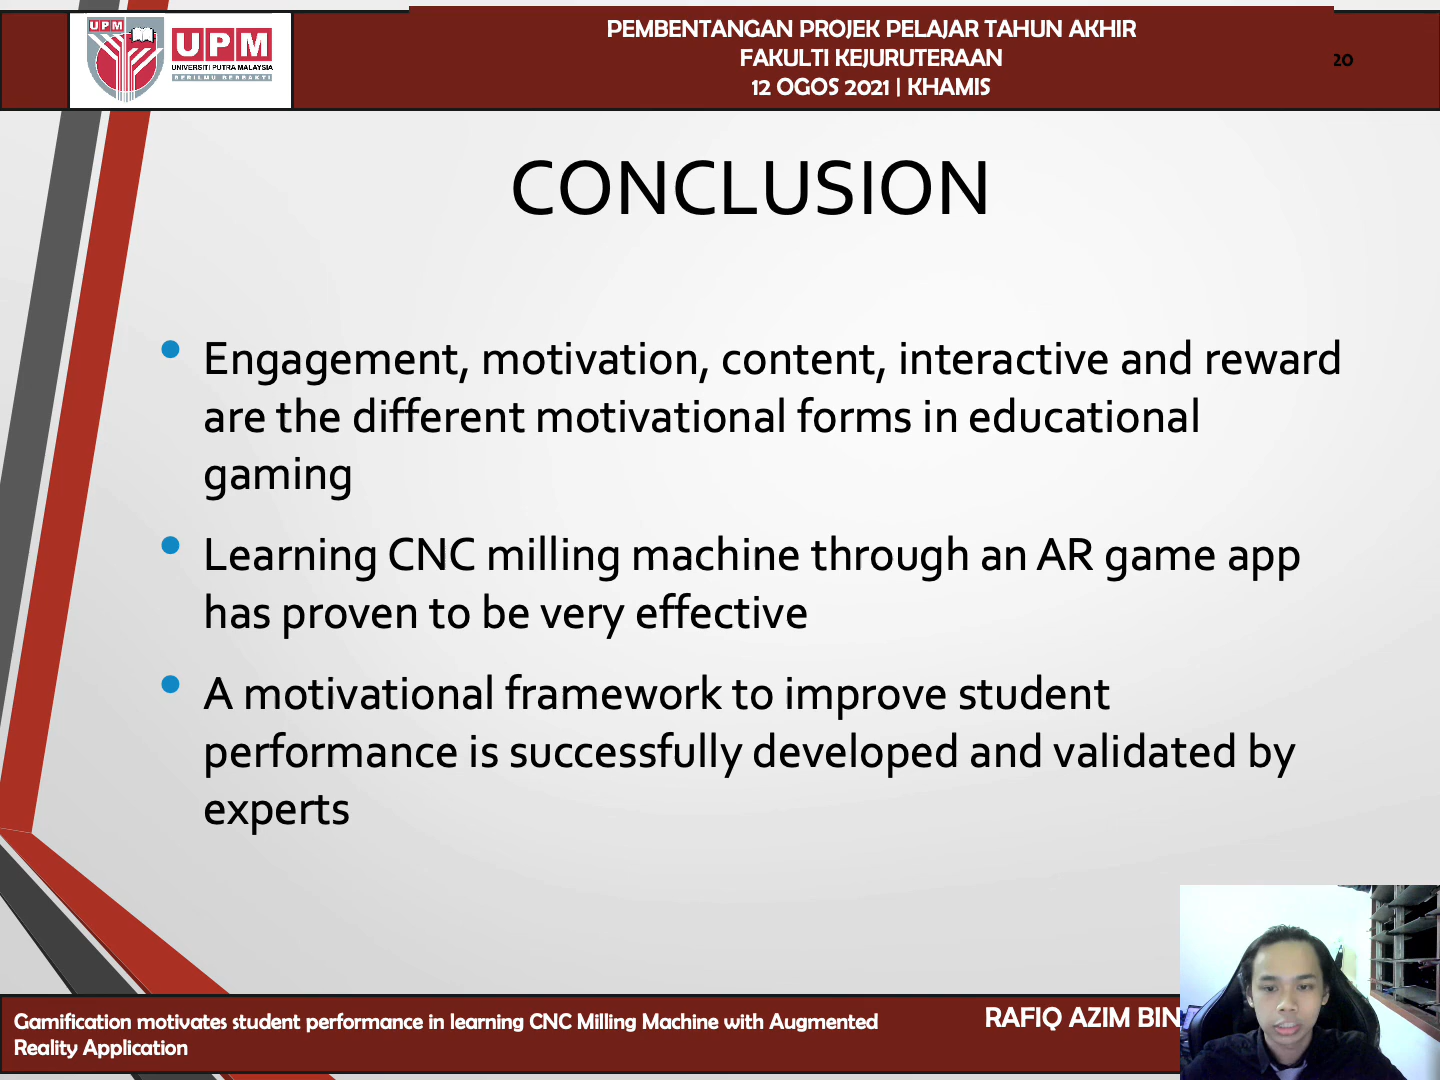 UPM
UPM
UNIVERSITI PUTRA MALAYSIA
BERILMU BERBAKTI
PEMBENTANGAN PROJEK PELAJAR TAHUN AKHIR
FAKULTI KEJURUTERAAN
12 OGOS 2021 | KHAMIS
20
CONCLUSION
• Engagement, motivation, content, interactive and reward
are the different motivational forms in educational
gaming
• Learning CNC milling machine through an AR game app
has proven to be very effective
• A motivational framework to improve student
performance is successfully developed and validated by
experts
Gamification motivates student performance in learning CNC Milling Machine with Augmented
Reality Application
RAFIQ AZIM BIN